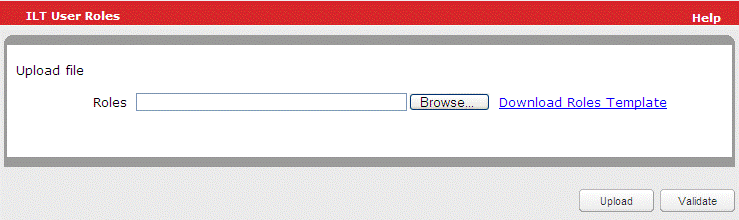 ILT User Roles Help
Upload file
Roles Browse... Download Roles Template
Upload Validate